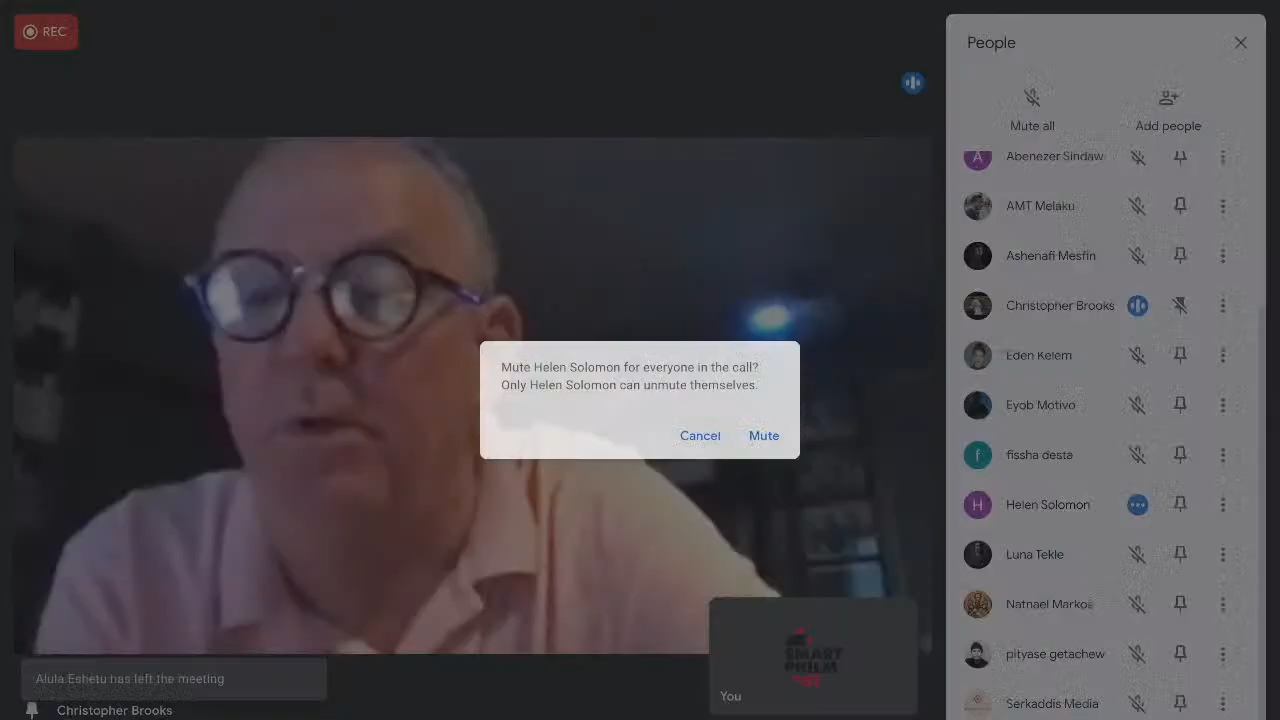 REC
People
Mute all
Add people
A
Abenezer Sindaw
AMT Melaku
Ashenafi Mesfin
Christopher Brooks
Eden Kelem
Eyob Motivo
f
fissha desta
H
Helen Solomon
Luna Tekle
Natnael Markos
pityase getachew
Serkaddis Media
Mute Helen Solomon for everyone in the call?
Only Helen Solomon can unmute themselves.
Cancel
Mute
SMART
PHILM
You
Alula Eshetu has left the meeting
Christopher Brooks